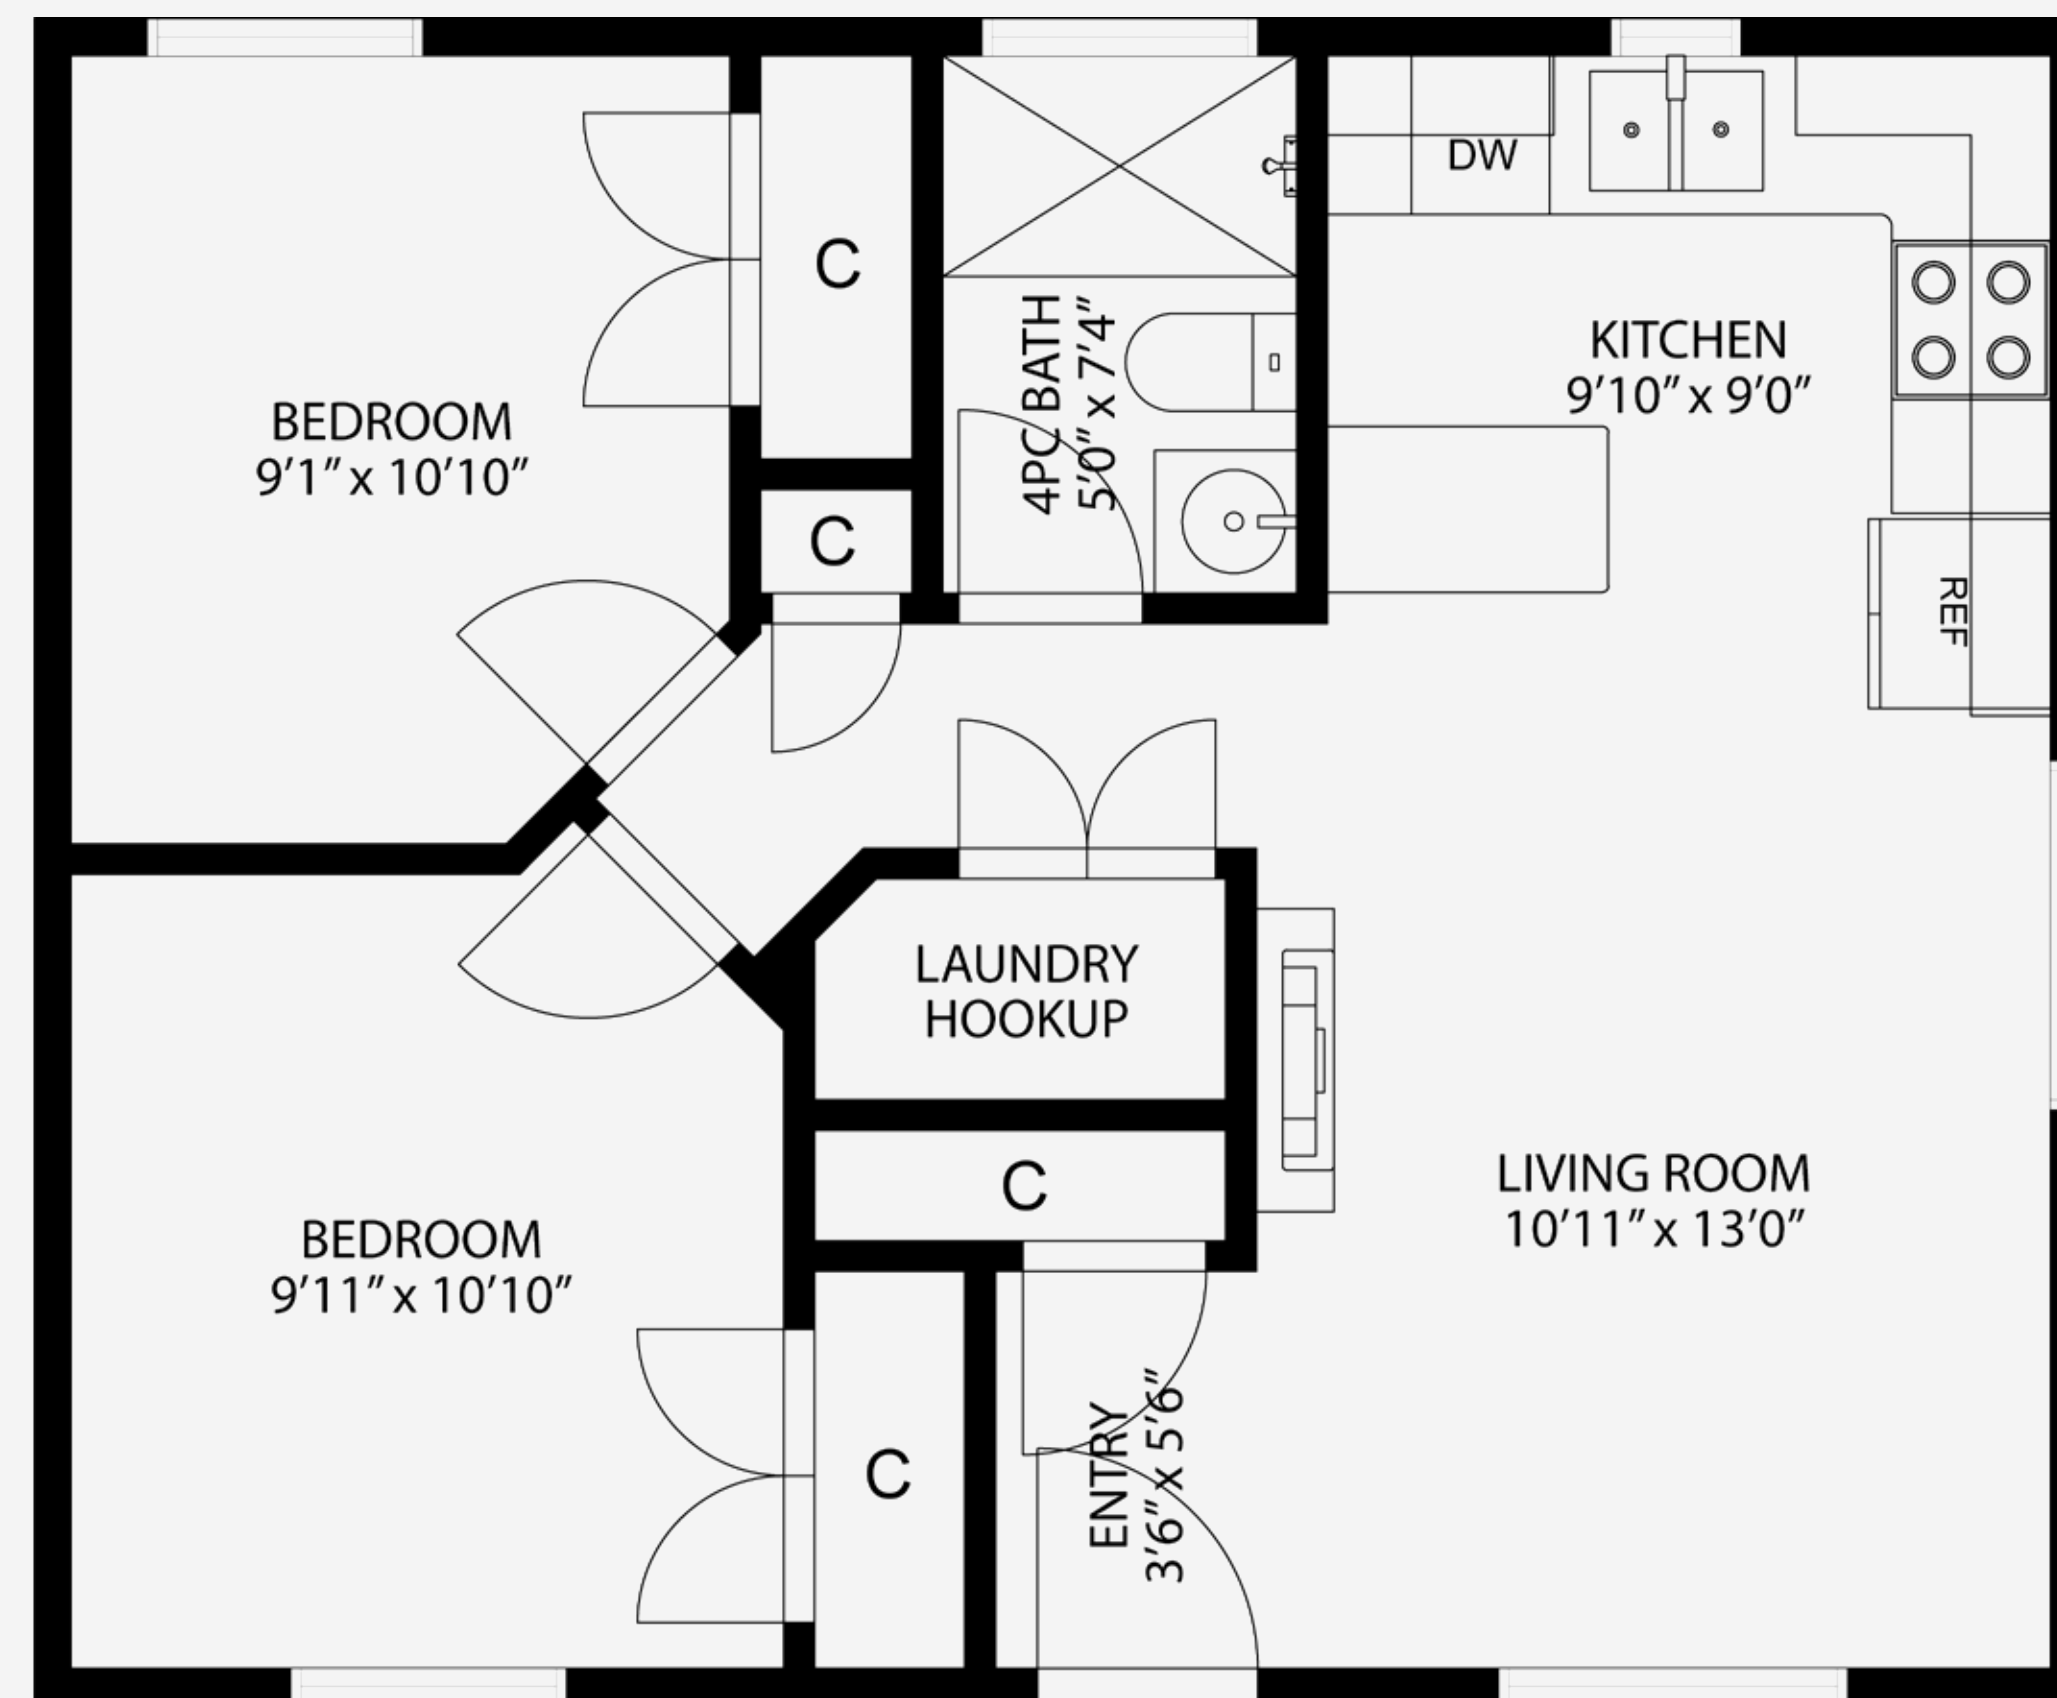 DW
C
KITCHEN
9’10” x 9’0”
4PC BATH
5’0” x 7’4”
BEDROOM
9’1” x 10’10”
C
REF
LAUNDRY
HOOKUP
C
LIVING ROOM
10’11” x 13’0”
BEDROOM
9’11” x 10’10”
C
ENTRY
3’6” x 5’6”